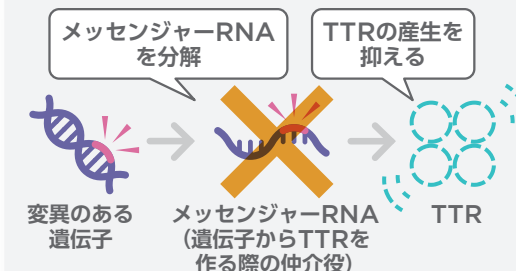 メッセンジャーRNA
を分解
TTRの産生を
抑える
変異のある
遺伝子
メッセンジャーRNA
（遺伝子からTTRを
作る際の仲介役）
TTR